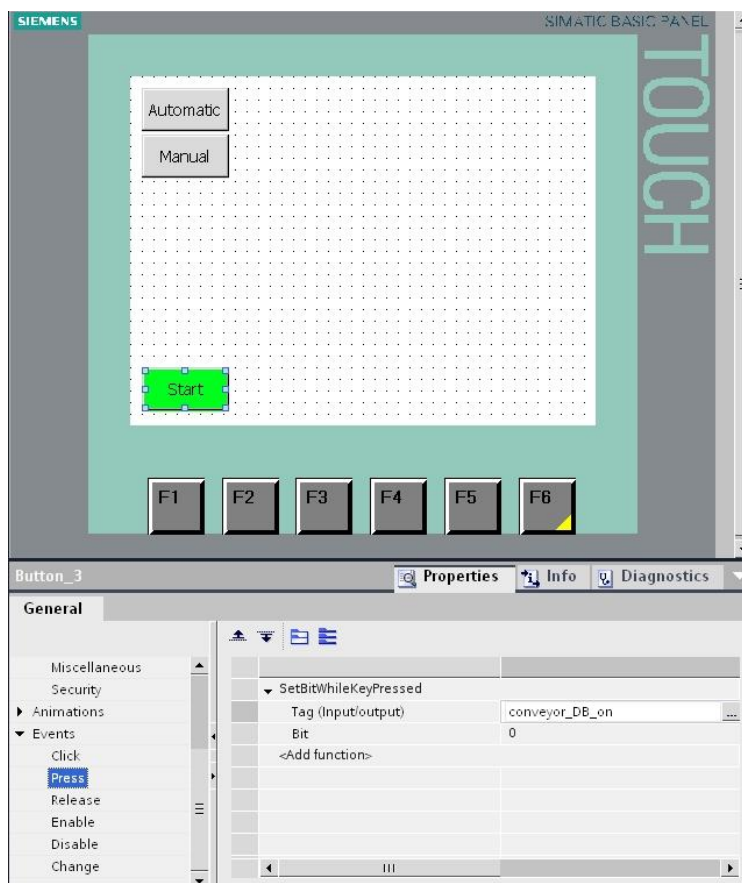 SIEMENS
SIMATIC BASIC PANEL
TOUCH
Automatic
Manual
Start
F1 F2 F3 F4 F5 F6
Button_3
Properties Info Diagnostics
General
Miscellaneous
Security
SetBitWhileKeyPressed
Animations
Tag (Input/output) conveyor_DB_on ...
Events
Bit 0
Click
<Add function>
Press
Release
Enable
Disable
Change